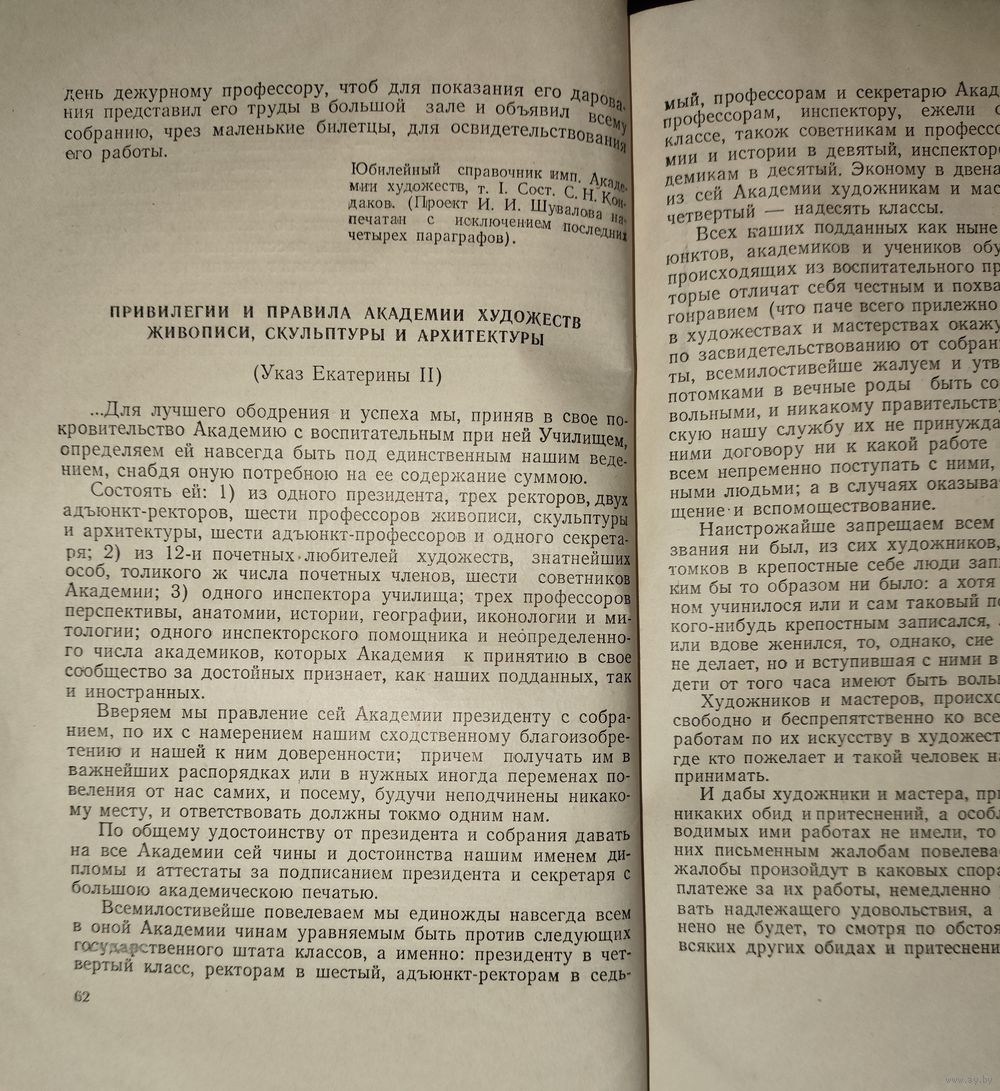 день дежурному профессору, чтоб для показания его дарова-
ния представил его труды в большой зале и объявил всему
собранию, чрез маленькие билетцы, для освидетельствования
его работы.
Юбилейный справочник имп. Акаде-
мии художеств, т. I. Сост. С. Н. Кон-
даков. (Проект И. И. Шувалова на-
печатан с исключением последних
четырех параграфов).
ПРИВИЛЕГИИ И ПРАВИЛА АКАДЕМИИ ХУДОЖЕСТВ
ЖИВОПИСИ, СКУЛЬПТУРЫ И АРХИТЕКТУРЫ
(Указ Екатерины II)
...Для лучшего ободрения и успеха мы, приняв в свое по-
кровительство Академию с воспитательным при ней Училищем,
определяем ей навсегда быть под единственным нашим веде-
нием, снабдя оную потребною на ее содержание суммою.
Состоять ей: 1) из одного президента, трех ректоров, двух
адъюнкт-ректоров, шести профессоров живописи, скульптуры
и архитектуры, шести адъюнкт-профессоров и одного секрета-
ря; 2) из 12-и почетных любителей художеств, знатнейших
особ, толикого ж числа почетных членов, шести советников
Академии; 3) одного инспектора училища; трех профессоров
перспективы, анатомии, истории, географии, иконологии и ми-
тологии; одного инспекторского помощника и неопределенно-
го числа академиков, которых Академия к принятию в свое
сообщество за достойных признает, как наших подданных, так
и иностранных.
Вверяем мы правление сей Академии президенту с собра-
нием, по их с намерением нашим сходственному благоизобре-
тению и нашей к ним доверенности; причем получать им в
важнейших распорядках или в нужных иногда переменах по-
веления от нас самих, и посему, будучи неподчинены никако-
му месту, и ответствовать должны токмо одним нам.
По общему удостоинству от президента и собрания давать
на все Академии сей чины и достоинства нашим именем ди-
пломы и аттестаты за подписанием президента и секретаря с
большою академическою печатью.
Всемилостивейше повелеваем мы единожды навсегда всем
в оной Академии чинам уравняемым быть против следующих
государственного штата классов, а именно: президенту в чет-
вертый класс, ректорам в шестый, адъюнкт-ректорам в седь-
62
мый, профессорам и секретарю Акад
профессорам, инспектору, ежели
классе, також советникам и професс
мии и истории в девятый, инспектор
демикам в десятый. Эконому в двена
из сей Академии художникам и мас
четвертый — надесять классы.
Всех наших подданных как ныне
юнктов, академиков и учеников обу
происходящих из воспитательного пр
торые отличат себя честным и похва
гонравием (что паче всего прилежно
в художествах и мастерствах окажу
по засвидетельствованию от собран
ты, всемилостивейше жалуем и утв
потомками в вечные роды быть со
вольными, и никакому правительств
скую нашу службу их не принужда
ними договору ни к какой работе
всем непременно поступать с ними,
ными людьми; а в случаях оказыва
щение и вспомоществование.
Наистрожайше запрещаем всем
звания ни был, из сих художников,
томков в крепостные себе люди зап
ким бы то образом ни было: а хотя
ном учинилося или и сам таковый по
кого-нибудь крепостным записался,
или вдове женился, то, однако, сие
не делает, но и вступившая с ними в
дети от того часа имеют быть воль
Художников и мастеров, происхо
свободно и беспрепятственно ко все
работам по их искусству в художест
где кто пожелает и такой человек н
принимать.
И дабы художники и мастера, пр
никаких обид и притеснений, а особл
водимых ими работах не имели, то
них письменным жалобам повелева
жалобы произойдут в каковых спора
платеже за их работы, немедленно
вать надлежащего удовольствия, а
нено не будет, то смотря по обстоя
всяких других обидах и притеснени
www.ay.by